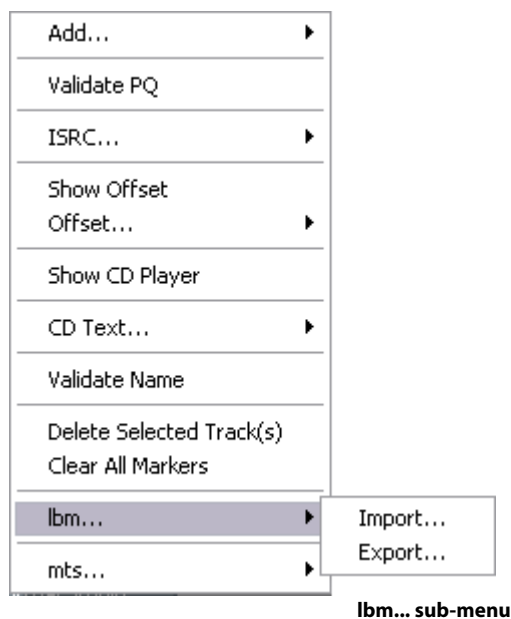 Add...
Validate PQ
ISRC...
Show Offset
Offset...
Show CD Player
CD Text...
Validate Name
Delete Selected Track(s)
Clear All Markers
lbm...
Import...
Export...
mts...
lbm... sub-menu